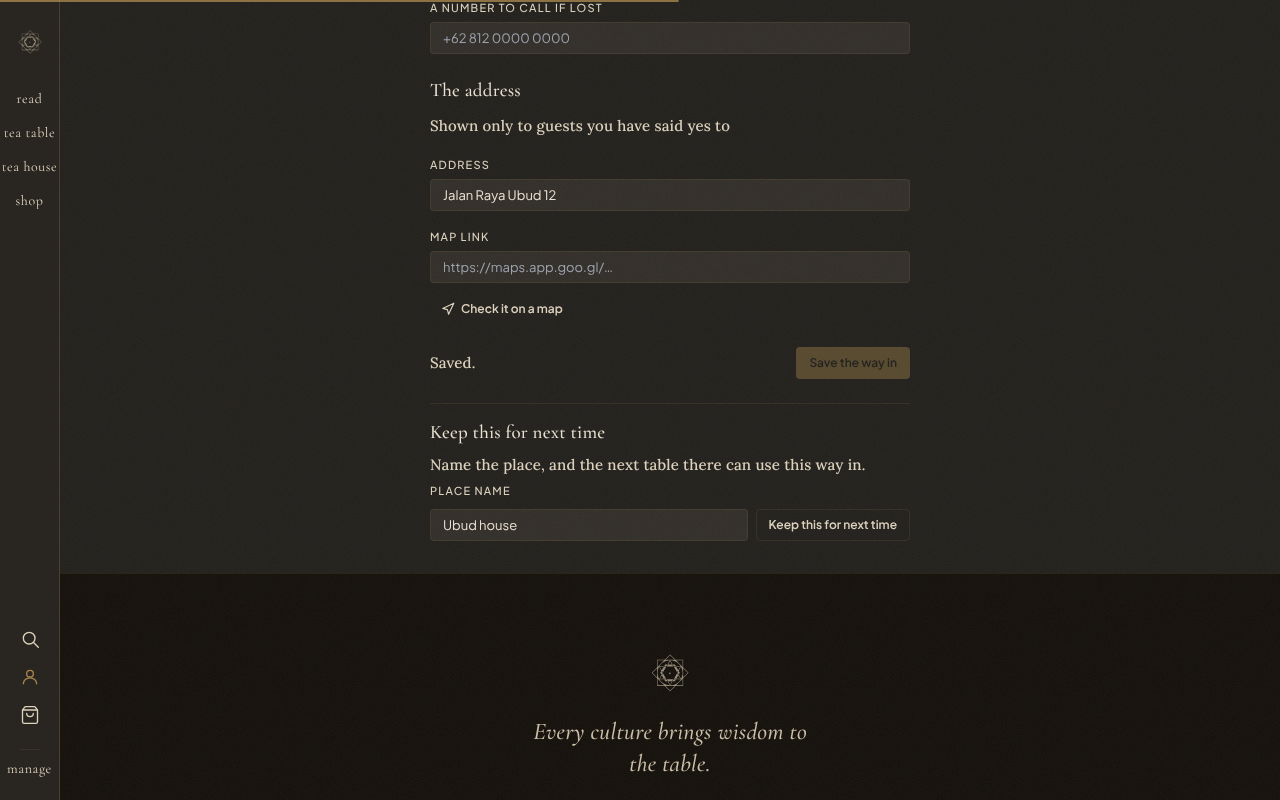 A NUMBER TO CALL IF LOST
+62 812 0000 0000
read
tea table
tea house
shop
The address
Shown only to guests you have said yes to
ADDRESS
Jalan Raya Ubud 12
MAP LINK
https://maps.app.goo.gl/…
Check it on a map
Saved.
Save the way in
Keep this for next time
Name the place, and the next table there can use this way in.
PLACE NAME
Ubud house
Keep this for next time
manage
Every culture brings wisdom to
the table.